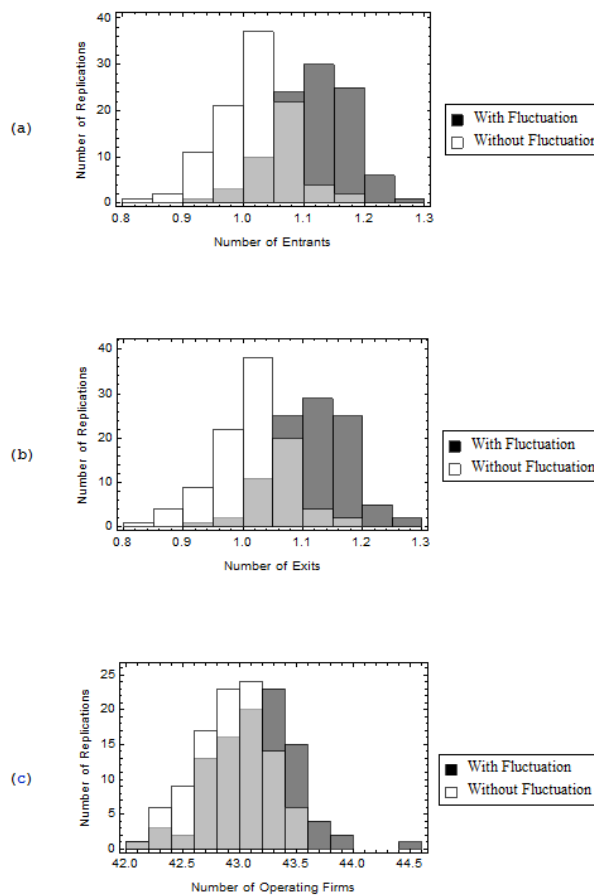 (a)
Number of Replications
40
30
20
10
0
0.8 0.9 1.0 1.1 1.2 1.3
Number of Entrants
With Fluctuation
Without Fluctuation
(b)
Number of Replications
40
30
20
10
0
0.8 0.9 1.0 1.1 1.2 1.3
Number of Exits
With Fluctuation
Without Fluctuation
(c)
Number of Replications
25
20
15
10
5
0
42.0 42.5 43.0 43.5 44.0 44.5
Number of Operating Firms
With Fluctuation
Without Fluctuation